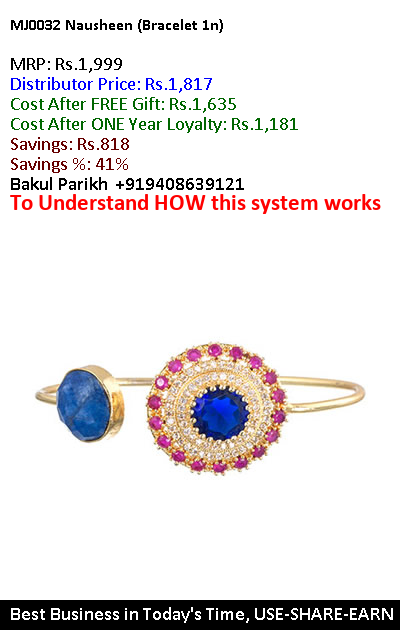 MJ0032 Nausheen (Bracelet 1n)
MRP: Rs.1,999
Distributor Price: Rs.1,817
Cost After FREE Gift: Rs.1,635
Cost After ONE Year Loyalty: Rs.1,181
Savings: Rs.818
Savings %: 41%
Bakul Parikh +919408639121
To Understand HOW this system works
Best Business in Today's Time, USE-SHARE-EARN